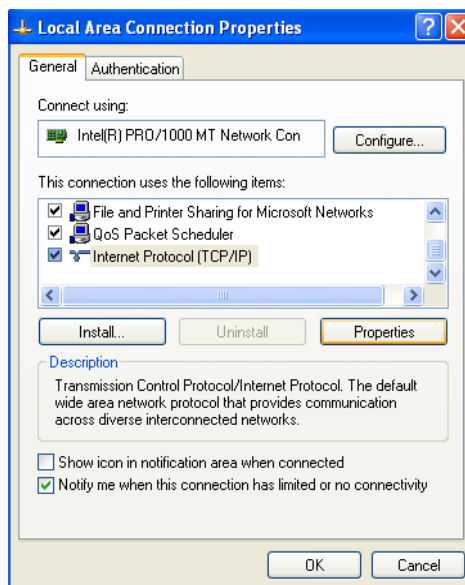 Local Area Connection Properties
General
Authentication
Connect using:
Intel(R) PRO/1000 MT Network Con
Configure...
This connection uses the following items:
File and Printer Sharing for Microsoft Networks
QoS Packet Scheduler
Internet Protocol (TCP/IP)
Install...
Uninstall
Properties
Description
Transmission Control Protocol/Internet Protocol. The default
wide area network protocol that provides communication
across diverse interconnected networks.
Show icon in notification area when connected
Notify me when this connection has limited or no connectivity
OK
Cancel